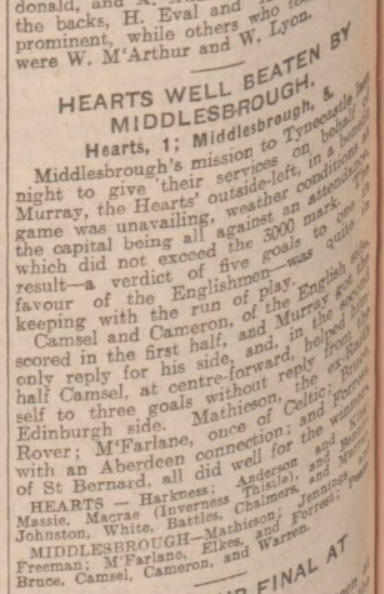 donald, and A.
the backs, H. Eval and
prominent, while others who
were W. M'Arthur and W. Lyon.
HEARTS WELL BEATEN BY
MIDDLESBROUGH.
Hearts, 1; Middlesbrough, 5.
Middlesbrough's mission to Tynecastle last
night to give their services on behalf of
Murray, the Hearts' outside-left, in a benefit
game was unavailing, weather conditions at
the capital being all against an attendance,
which did not exceed the 3000 mark. The
result—a verdict of five goals to one in
favour of the Englishmen—was quite in
keeping with the run of play.
Camsel and Cameron, of the English side,
scored in the first half, and Murray got the
only reply for his side, and, in the second
half Camsel, at centre-forward, helped him-
self to three goals without reply from the
Edinburgh side. Mathieson, the ex-Raith
Rover; M'Farlane, once of Celtic; Bruce,
with an Aberdeen connection; and Forrest,
of St Bernard, all did well for the winners.
HEARTS — Harkness; Anderson and
Massie, Macrae (Inverness Thistle), and
Johnston, White, Battles, Chalmers, and Murray.
MIDDLESBROUGH—Mathieson; Jennings and
Freeman; M'Farlane, Elkes, and Forrest;
Bruce, Camsel, Cameron, and Warren.
FINAL AT